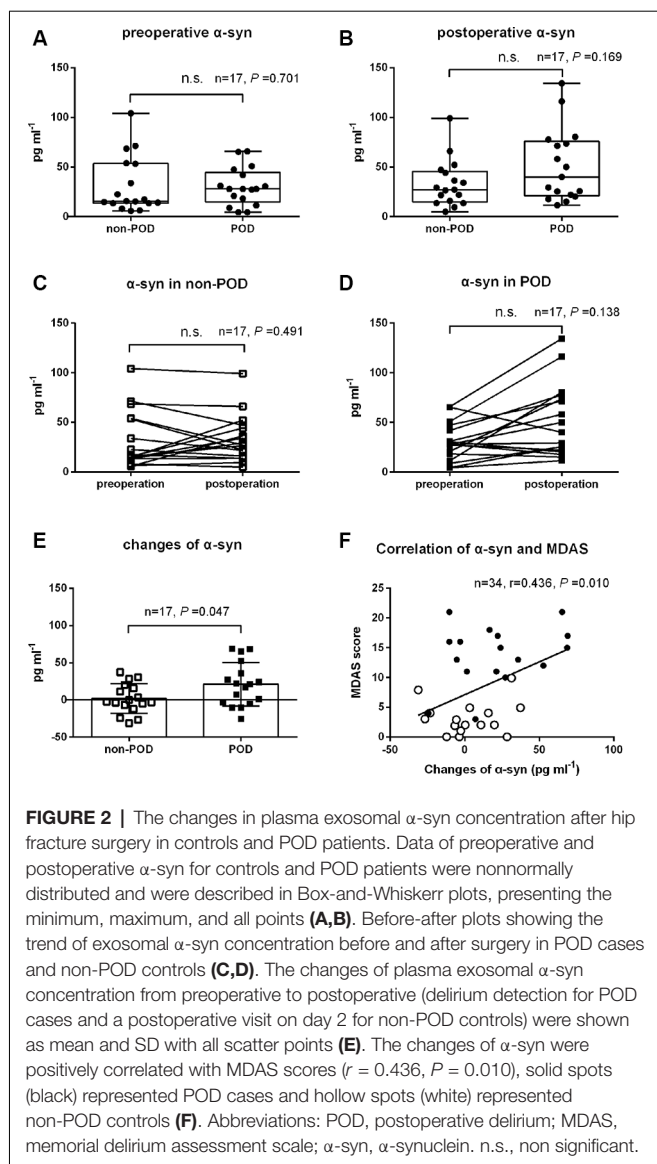 A
preoperative α-syn
n.s. n=17, P =0.701
150
100
50
0
pg ml⁻¹
non-POD POD
B
postoperative α-syn
n.s. n=17, P =0.169
150
100
50
0
pg ml⁻¹
non-POD POD
C
α-syn in non-POD
n.s. n=17, P =0.491
150
100
50
0
pg ml⁻¹
preoperation postoperation
D
α-syn in POD
n.s. n=17, P =0.138
150
100
50
0
pg ml⁻¹
preoperation postoperation
E
changes of α-syn
n=17, P =0.047
150
100
50
0
-50
pg ml⁻¹
non-POD POD
F
Correlation of α-syn and MDAS
n=34, r=0.436, P =0.010
25
20
15
10
5
0
MDAS score
-50 0 50 100
Changes of α-syn (pg ml⁻¹)
FIGURE 2 | The changes in plasma exosomal α-syn concentration after hip
fracture surgery in controls and POD patients. Data of preoperative and
postoperative α-syn for controls and POD patients were nonnormally
distributed and were described in Box-and-Whiskerr plots, presenting the
minimum, maximum, and all points (A,B). Before-after plots showing the
trend of exosomal α-syn concentration before and after surgery in POD cases
and non-POD controls (C,D). The changes of plasma exosomal α-syn
concentration from preoperative to postoperative (delirium detection for POD
cases and a postoperative visit on day 2 for non-POD controls) were shown
as mean and SD with all scatter points (E). The changes of α-syn were
positively correlated with MDAS scores (r = 0.436, P = 0.010), solid spots
(black) represented POD cases and hollow spots (white) represented
non-POD controls (F). Abbreviations: POD, postoperative delirium; MDAS,
memorial delirium assessment scale; α-syn, α-synuclein. n.s., non significant.